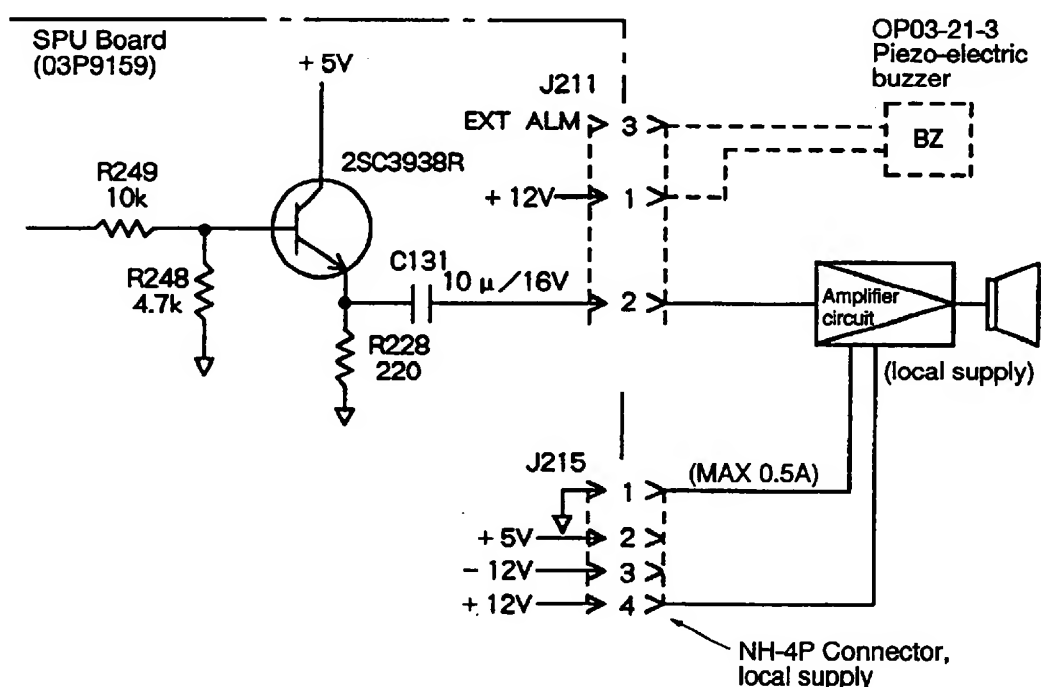 SPU Board
(03P9159)
+ 5V
J211
OP03-21-3
Piezo-electric
buzzer
EXT ALM
3
BZ
R249
10k
2SC3938R
+ 12V
1
R248
4.7k
C131
10 μ/16V
2
Amplifier
circuit
R228
220
(local supply)
J215
1
(MAX 0.5A)
+ 5V
2
- 12V
3
+ 12V
4
NH-4P Connector,
local supply